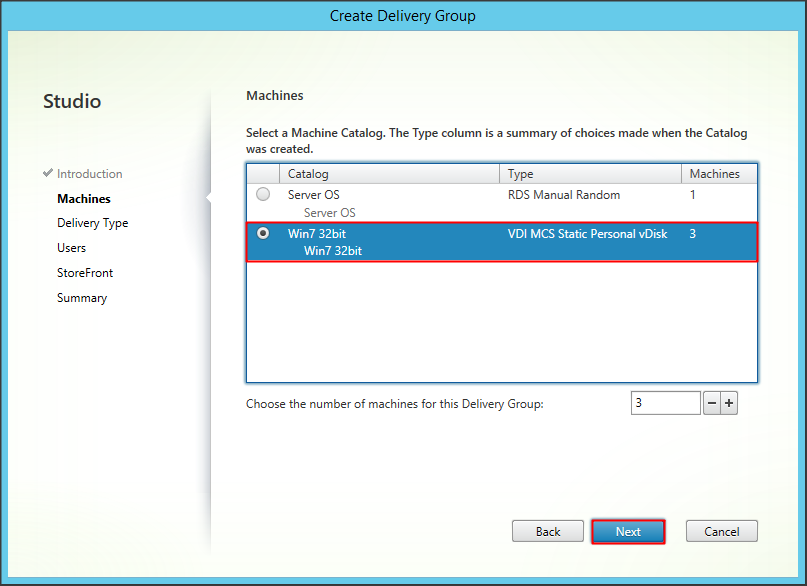 Create Delivery Group
Studio
Introduction
Machines
Delivery Type
Users
StoreFront
Summary
Machines
Select a Machine Catalog. The Type column is a summary of choices made when the Catalog
was created.
Catalog Type Machines
Server OS RDS Manual Random 1
Server OS
Win7 32bit VDI MCS Static Personal vDisk 3
Win7 32bit
Choose the number of machines for this Delivery Group: 3 − +
Back Next Cancel